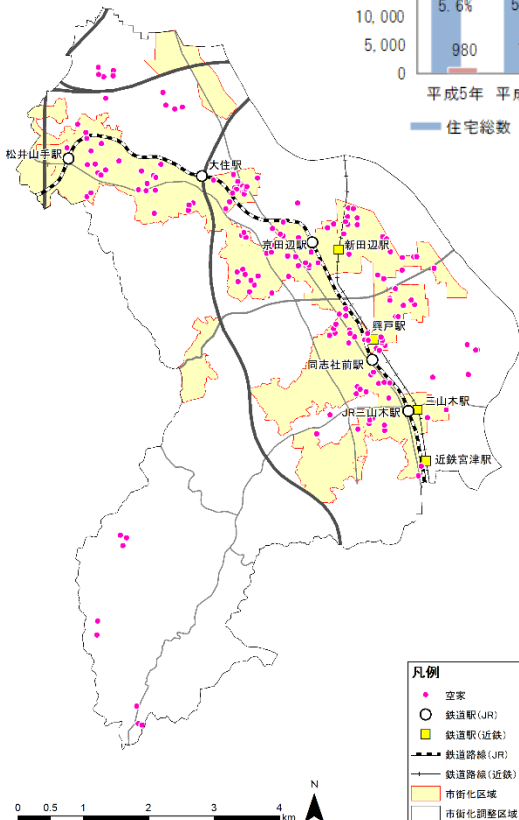 10,000
5,000
0
5.6%
5
980
平成5年 平成
住宅総数
松井山手駅
大住駅
京田辺駅
新田辺駅
興戸駅
同志社前駅
三山木駅
JR三山木駅
近鉄宮津駅
凡例
空家
鉄道駅(JR)
鉄道駅(近鉄)
鉄道路線(JR)
鉄道路線(近鉄)
市街化区域
市街化調整区域
N
0 0.5 1 2 3 4
km